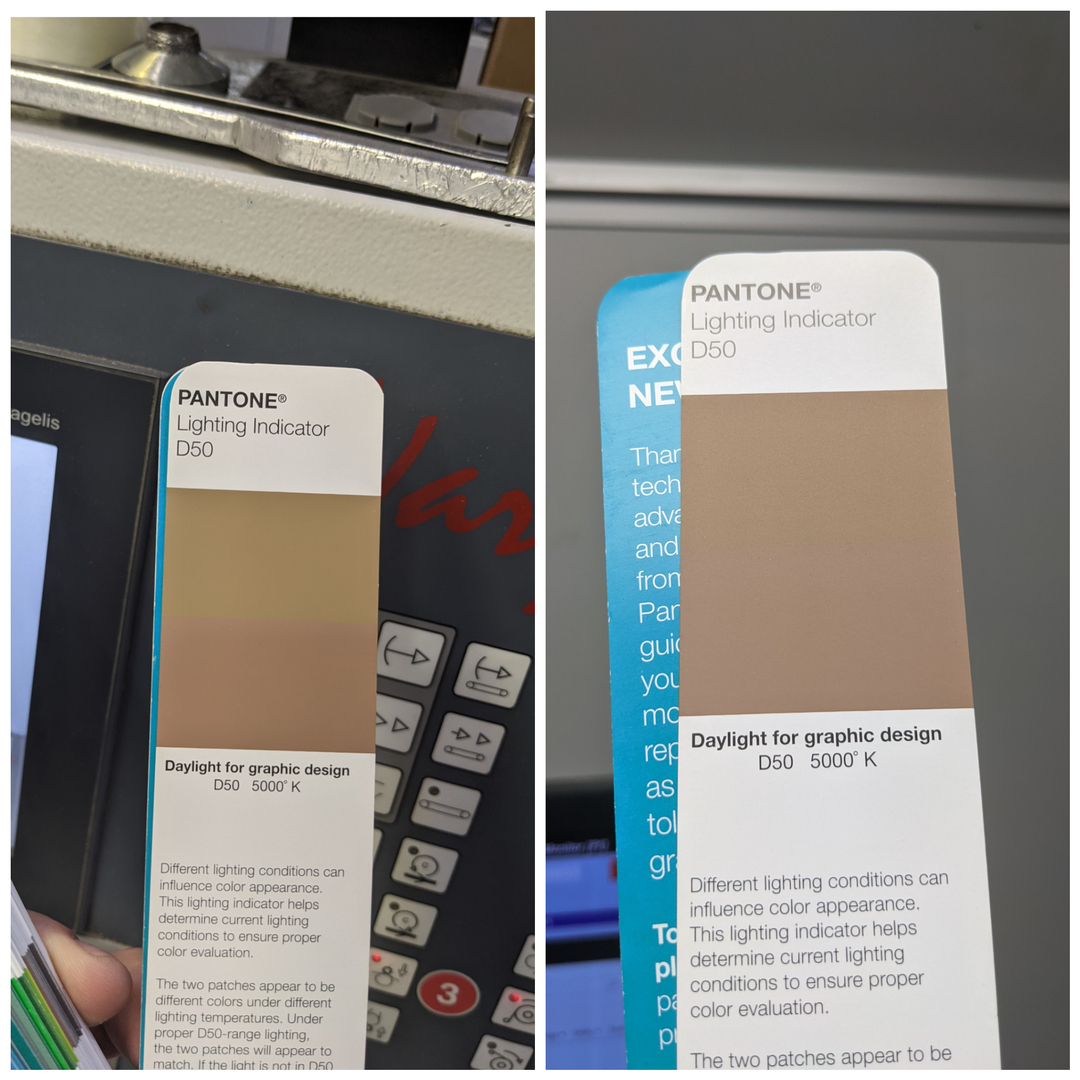 agelis
PANTONE®
Lighting Indicator
D50
Daylight for graphic design
D50 5000° K
Different lighting conditions can
influence color appearance.
This lighting indicator helps
determine current lighting
conditions to ensure proper
color evaluation.
The two patches appear to be
different colors under different
lighting temperatures. Under
proper D50-range lighting,
the two patches will appear to
match. If the light is not in D50
3
EXC
NEW
Than
tech
adva
and
from
Pan
guid
you
mo
rep
as
tol
gra
To
pl
pa
pr
PANTONE®
Lighting Indicator
D50
Daylight for graphic design
D50 5000° K
Different lighting conditions can
influence color appearance.
This lighting indicator helps
determine current lighting
conditions to ensure proper
color evaluation.
The two patches appear to be